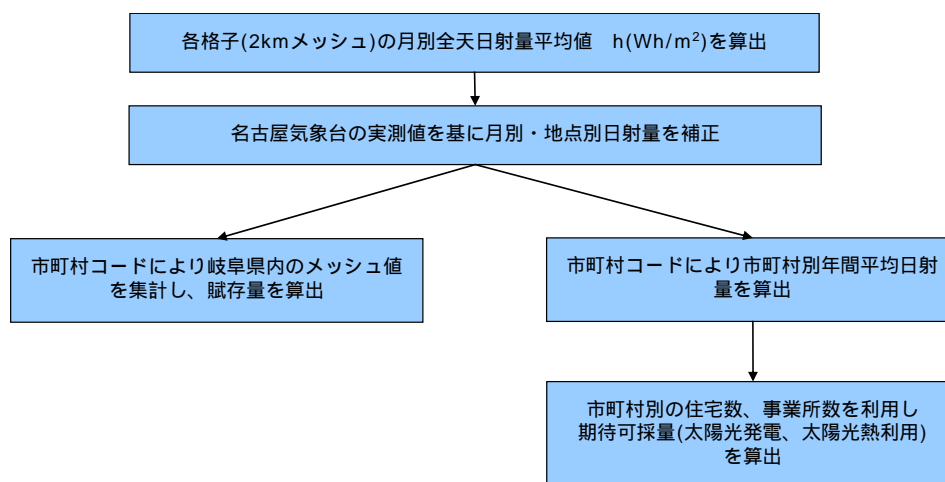 各格子(2kmメッシュ)の月別全天日射量平均値　h(Wh/m²)を算出
名古屋気象台の実測値を基に月別・地点別日射量を補正
市町村コードにより岐阜県内のメッシュ値
を集計し、賦存量を算出
市町村コードにより市町村別年間平均日射
量を算出
市町村別の住宅数、事業所数を利用し
期待可採量(太陽光発電、太陽光熱利用)
を算出